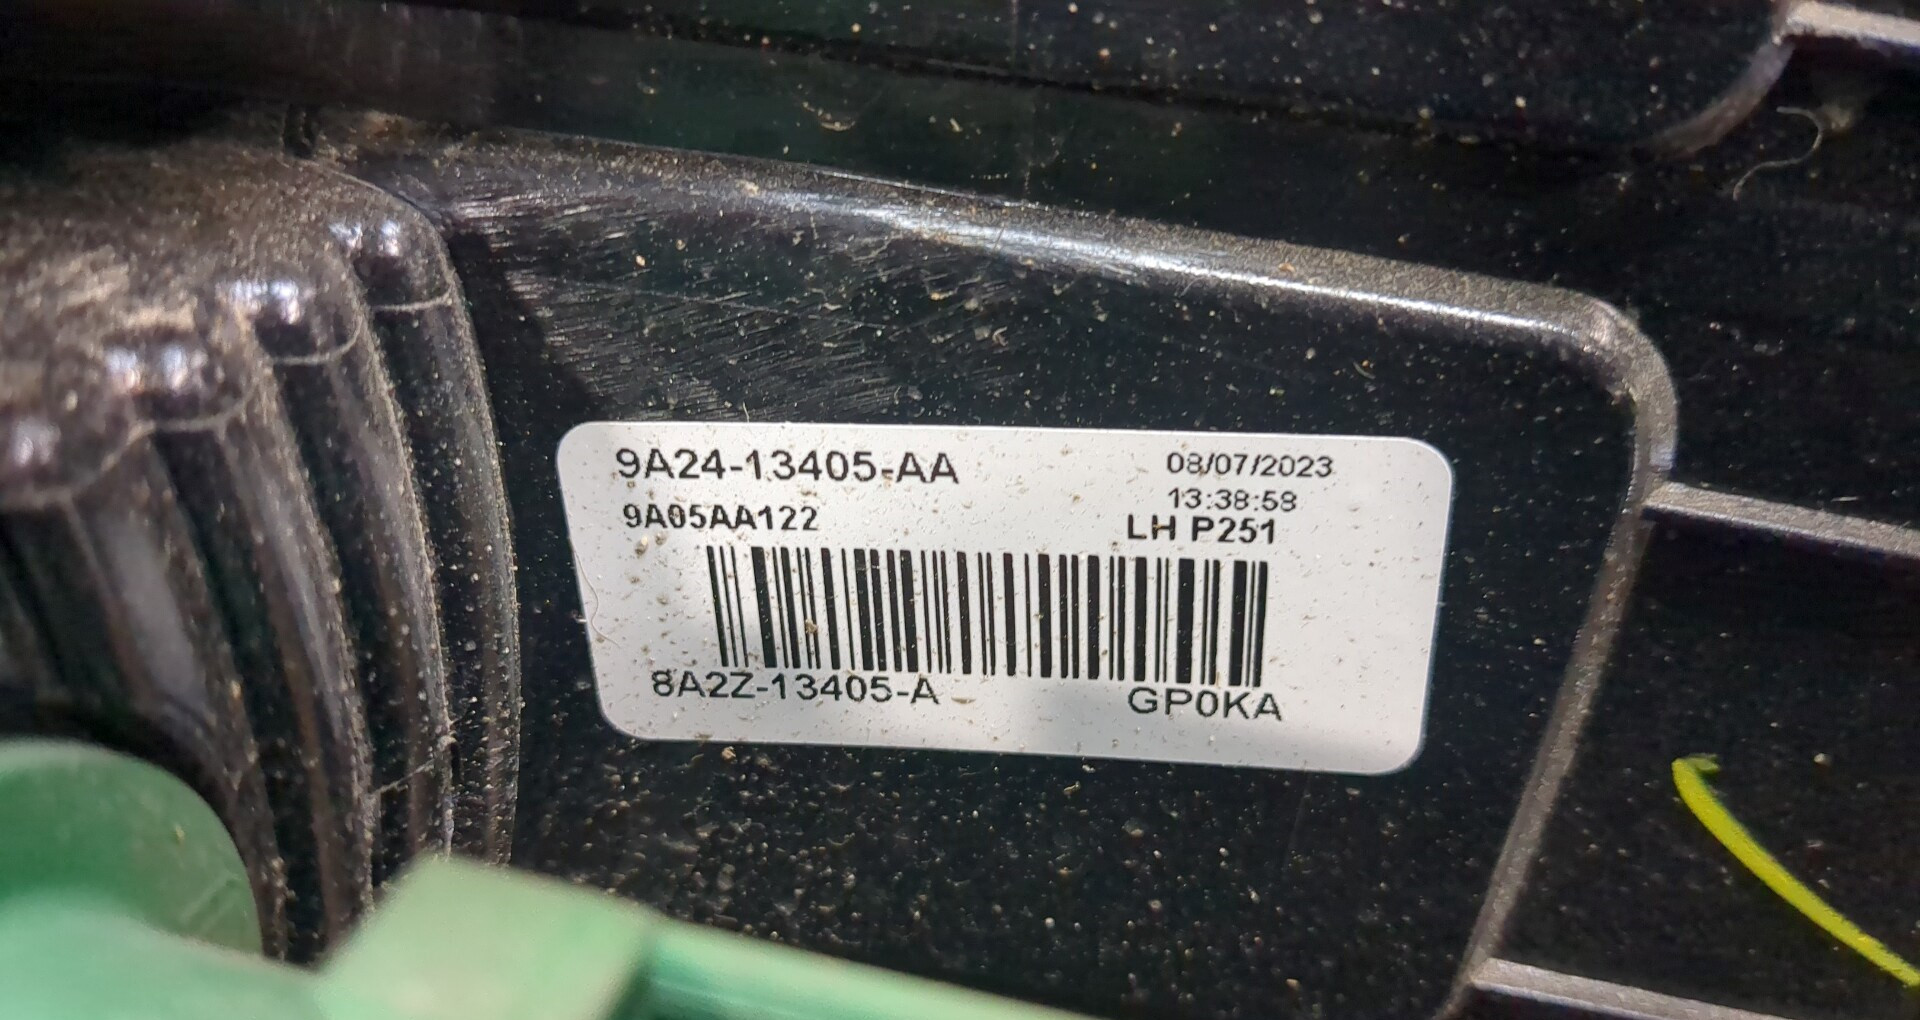 9A24-13405-AA
08/07/2023
13:38:58
9A05AA122
LH P251
8A2Z-13405-A
GP0KA